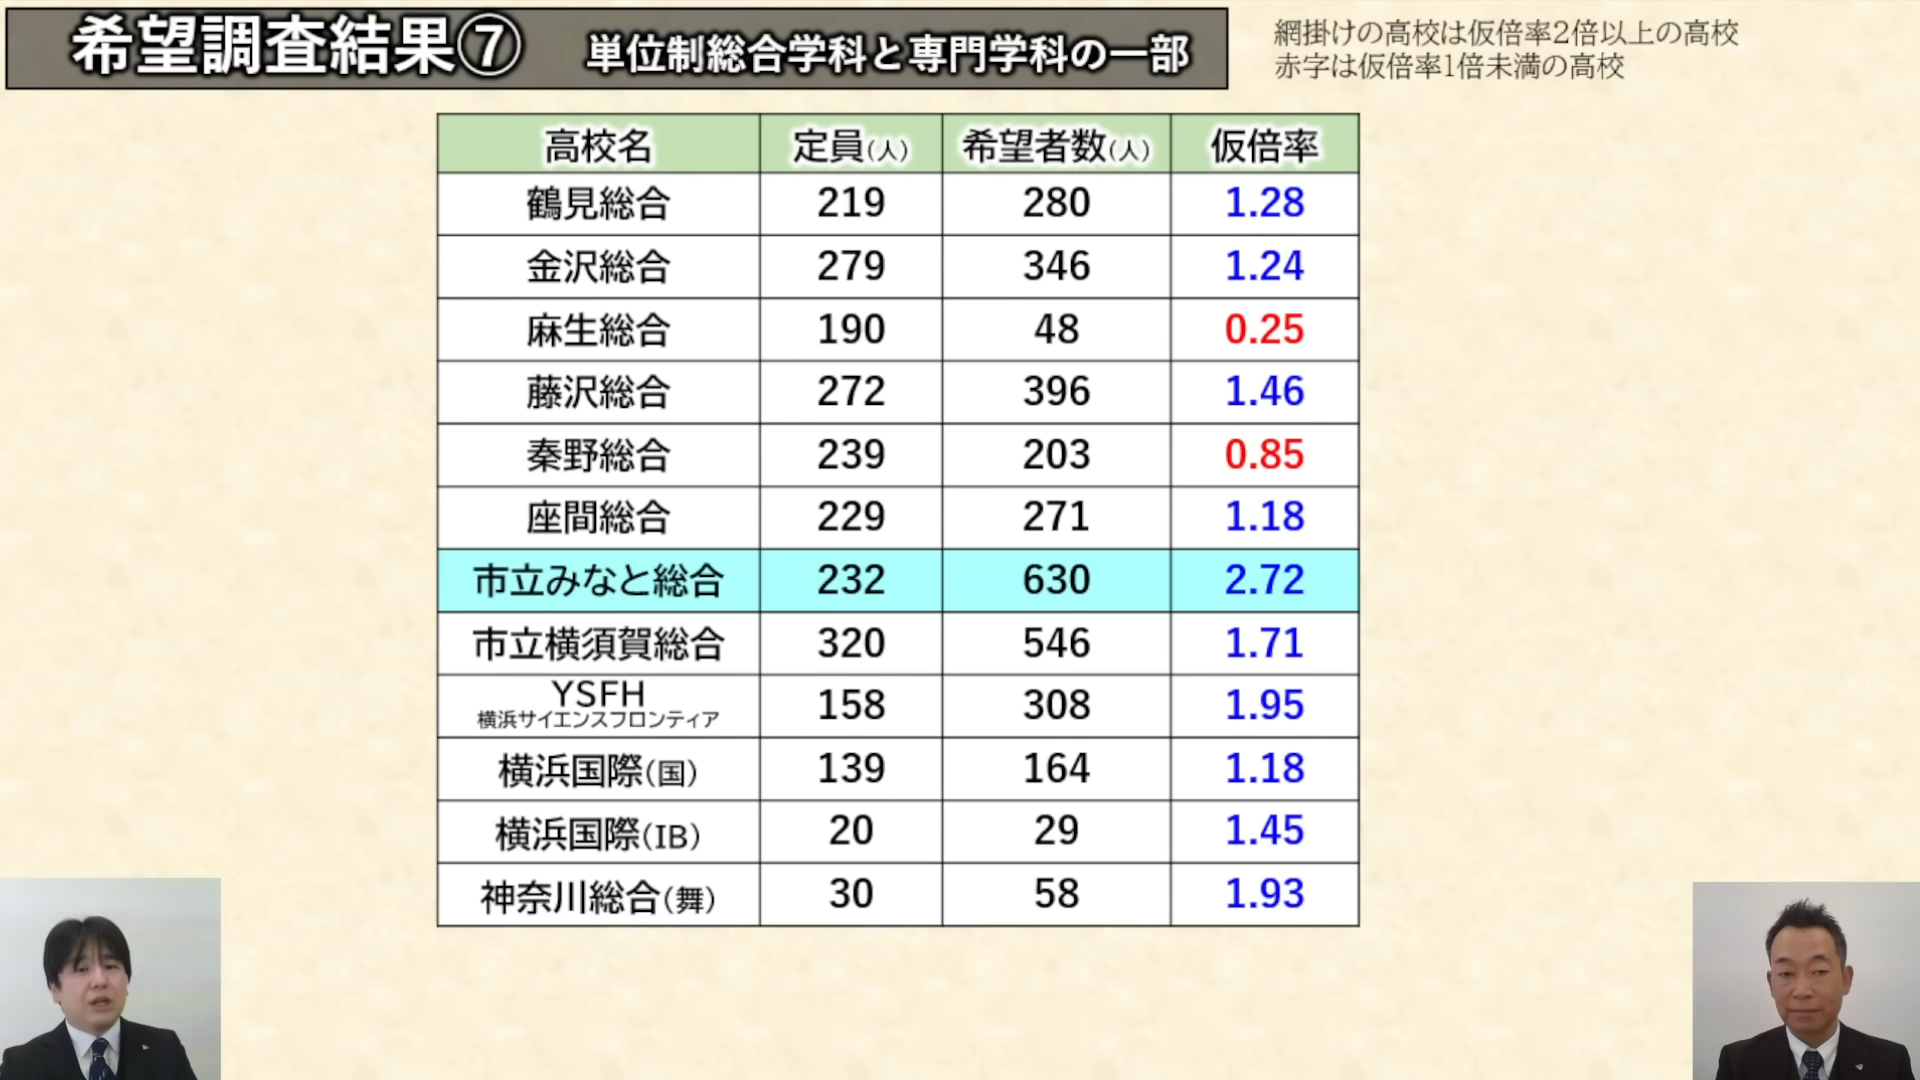 希望調査結果⑦ 単位制総合学科と専門学科の一部
網掛けの高校は仮倍率2倍以上の高校
赤字は仮倍率1倍未満の高校
高校名 定員(人) 希望者数(人) 仮倍率
鶴見総合 219 280 1.28
金沢総合 279 346 1.24
麻生総合 190 48 0.25
藤沢総合 272 396 1.46
秦野総合 239 203 0.85
座間総合 229 271 1.18
市立みなと総合 232 630 2.72
市立横須賀総合 320 546 1.71
YSFH 158 308 1.95
横浜サイエンスフロンティア
横浜国際(国) 139 164 1.18
横浜国際(IB) 20 29 1.45
神奈川総合(舞) 30 58 1.93